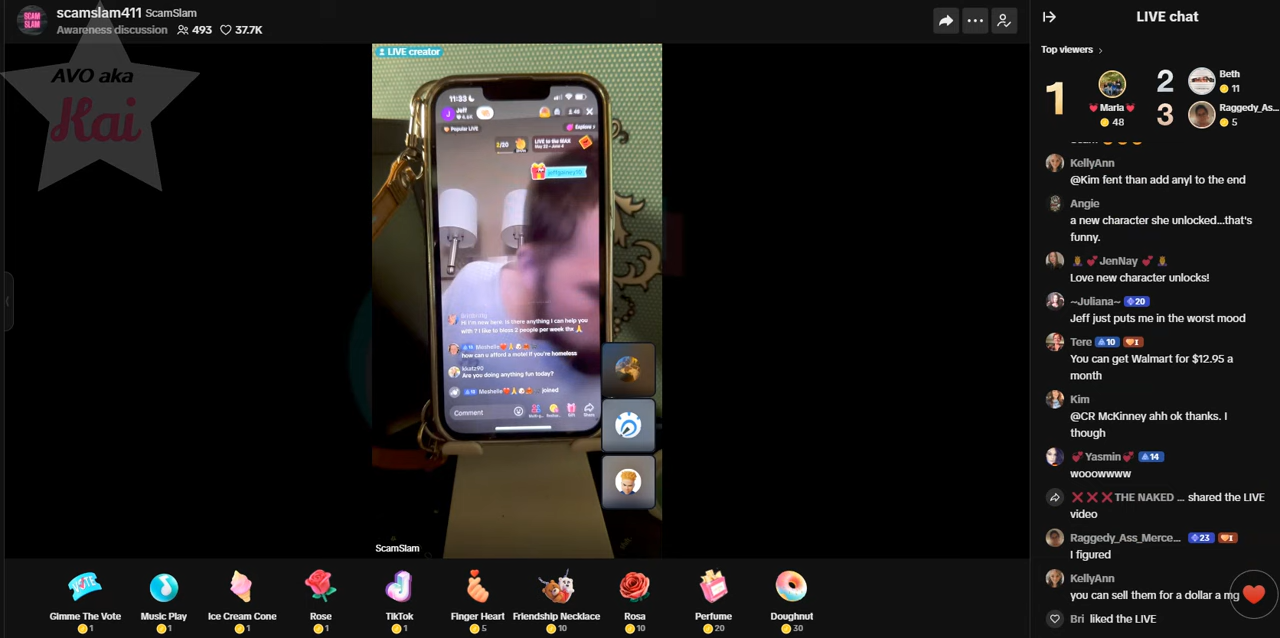 SCAM
SLAM
scamslam411 ScamSlam
Awareness discussion 493 37.7K
AVO aka
Kai
LIVE creator
11:33
Jeff
Popular LIVE
Explore >
LIVE to the MAX
Hi I'm new here. Is there anything I can help you
with ? I like to bless 2 people per week thx 🙏
how can u afford a motel if you're homeless
kkatz90
Are you doing anything fun today?
joined
Comment
Share
ScamSlam
Gimme The Vote
1
Music Play
1
Ice Cream Cone
1
Rose
1
TikTok
1
Finger Heart
5
Friendship Necklace
10
Rosa
10
Perfume
20
Doughnut
30
LIVE chat
Top viewers >
1
Maria
48
2
Beth
11
3
Raggedy_As...
5
KellyAnn
@Kim fent than add anyl to the end
Angie
a new character she unlocked...that's
funny.
JenNay
Love new character unlocks!
~Juliana~ 20
Jeff just puts me in the worst mood
Tere 10 I
You can get Walmart for $12.95 a
month
Kim
@CR McKinney ahh ok thanks. I
though
Yasmin 14
wooowwww
❌❌❌THE NAKED ... shared the LIVE
video
Raggedy_Ass_Merce... 23 I
I figured
KellyAnn
you can sell them for a dollar a mg
Bri liked the LIVE